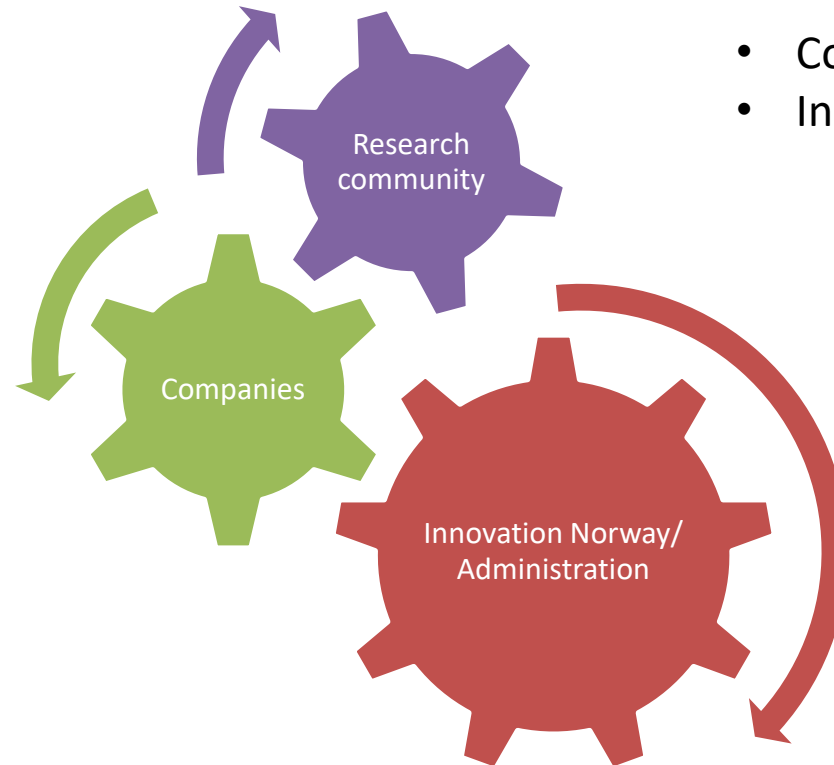 Research
community
Companies
Innovation Norway/
Administration